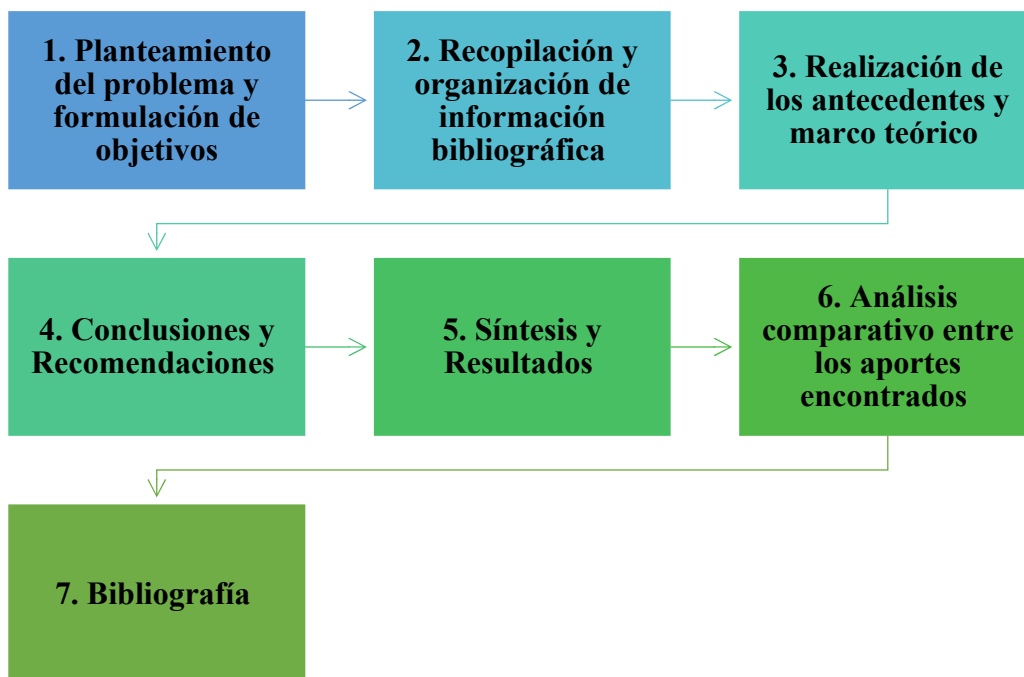 1. Planteamiento
del problema y
formulación de
objetivos
2. Recopilación y
organización de
información
bibliográfica
3. Realización de
los antecedentes y
marco teórico
4. Conclusiones y
Recomendaciones
5. Síntesis y
Resultados
6. Análisis
comparativo entre
los aportes
encontrados
7. Bibliografía